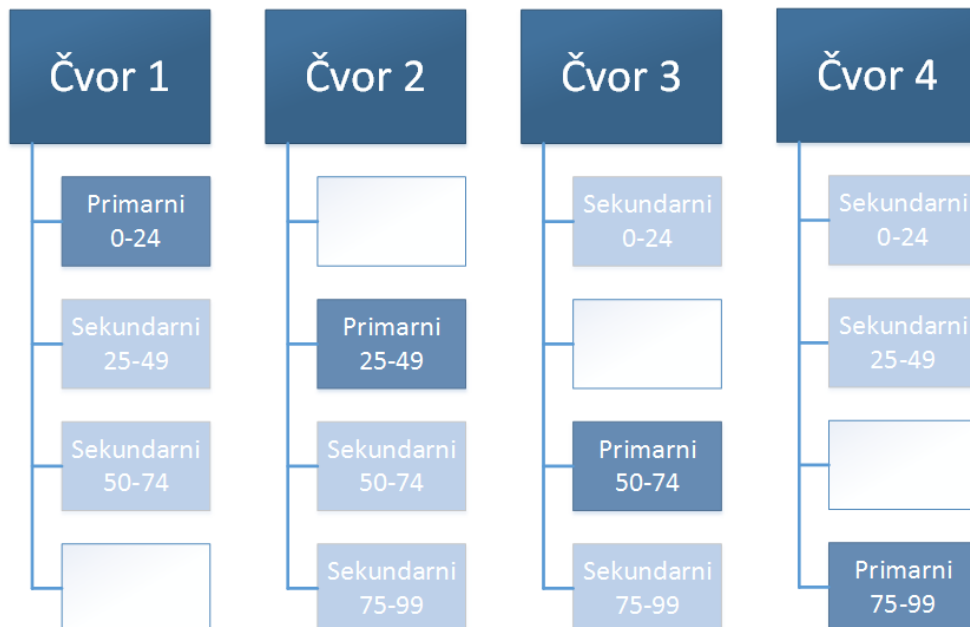 Čvor 1
Primarni
0-24
Sekundarni
25-49
Sekundarni
50-74
Čvor 2
Primarni
25-49
Sekundarni
50-74
Sekundarni
75-99
Čvor 3
Sekundarni
0-24
Primarni
50-74
Sekundarni
75-99
Čvor 4
Sekundarni
0-24
Sekundarni
25-49
Primarni
75-99